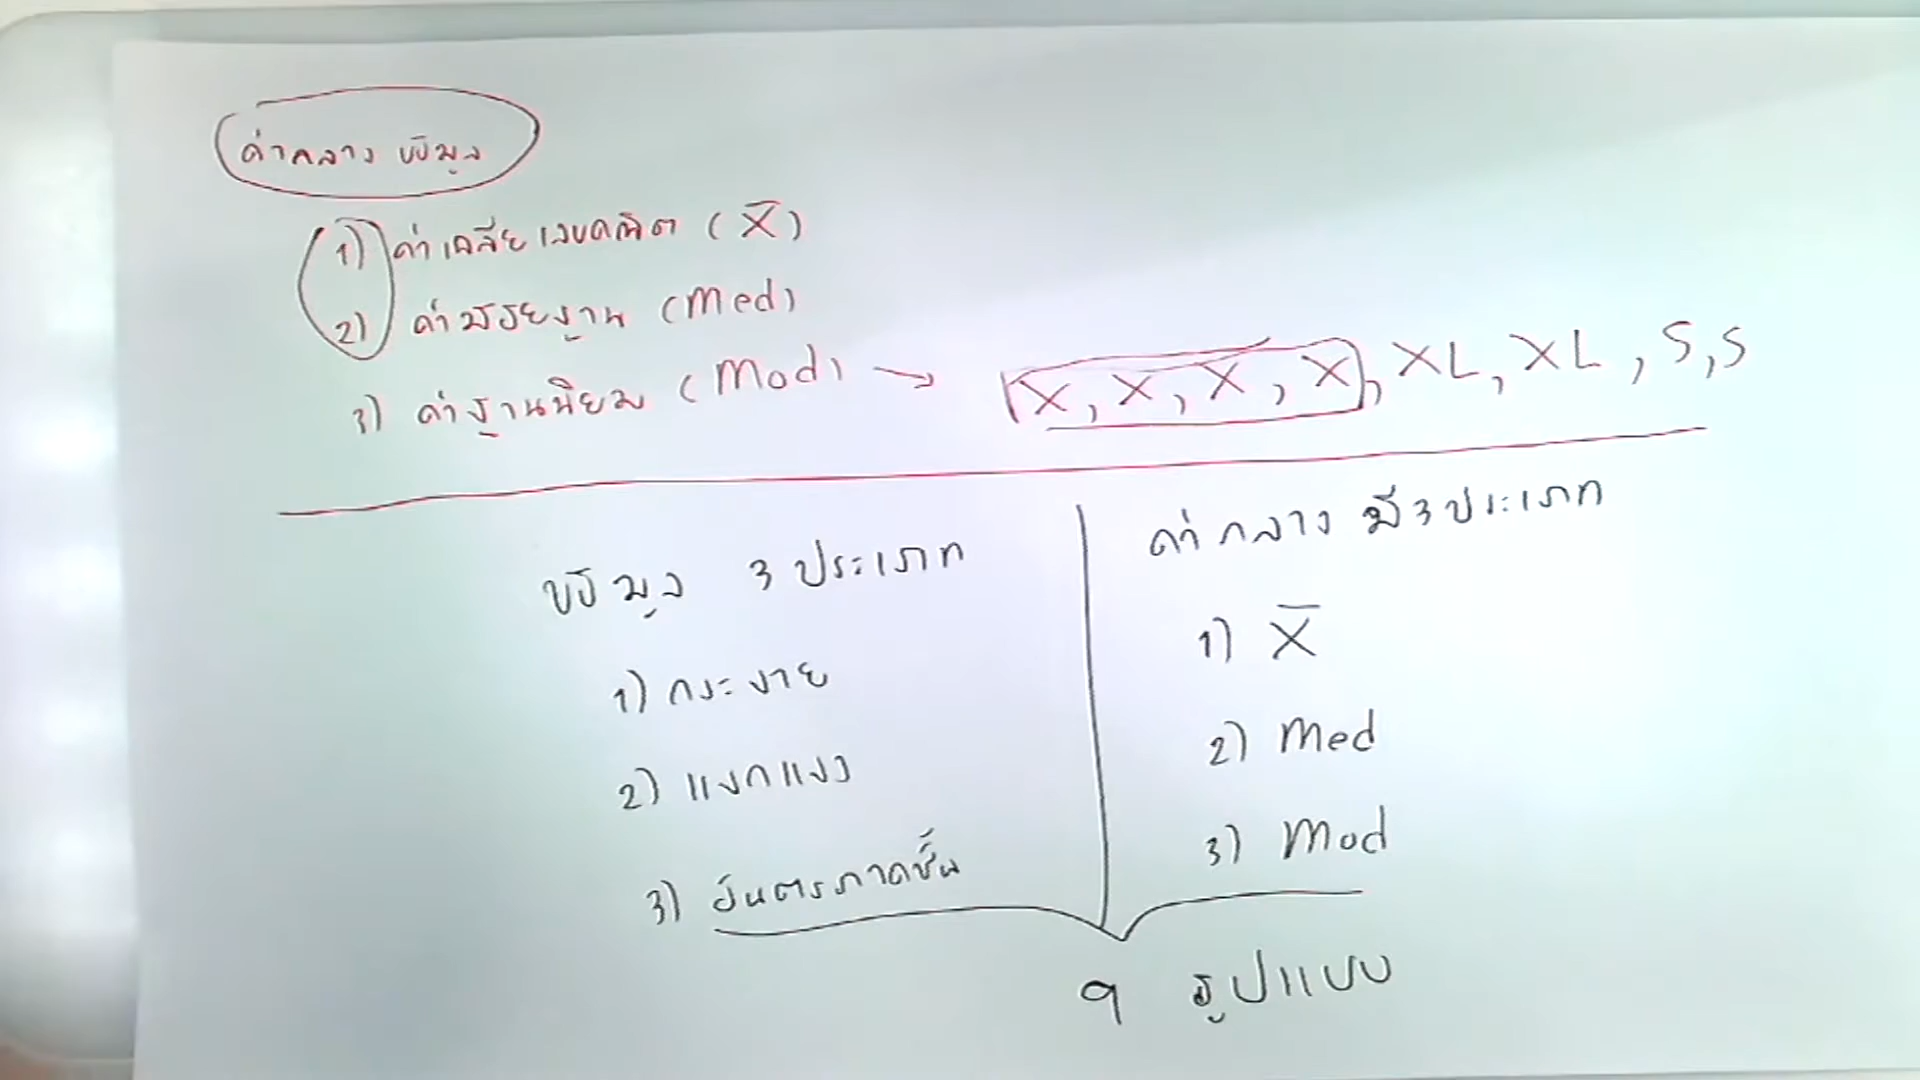 ค่ากลาง ข้อมูล
1) ค่าเฉลี่ยเลขคณิต (X̄)
2) ค่ามัธยฐาน (Med)
3) ค่าฐานนิยม (Mod) → X, X, X, X, XL, XL, S, S
ข้อมูล 3 ประเภท
1) กระจาย
2) แจกแจง
3) อันตรภาคชั้น
ค่ากลาง มี 3 ประเภท
1) X̄
2) Med
3) Mod
9 รูปแบบ